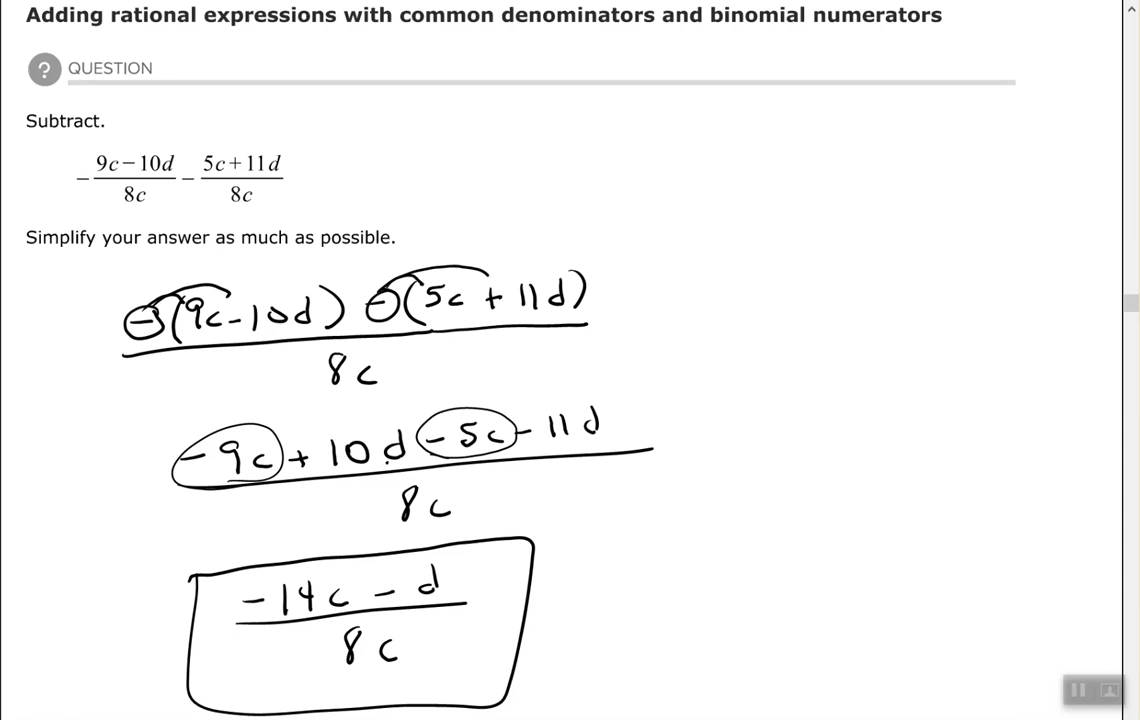 Adding rational expressions with common denominators and binomial numerators
? QUESTION
Subtract.
− (9c − 10d)/(8c) − (5c + 11d)/(8c)
Simplify your answer as much as possible.
−(9c − 10d) −(5c + 11d)
8c
−9c + 10d − 5c − 11d
8c
−14c − d
8c